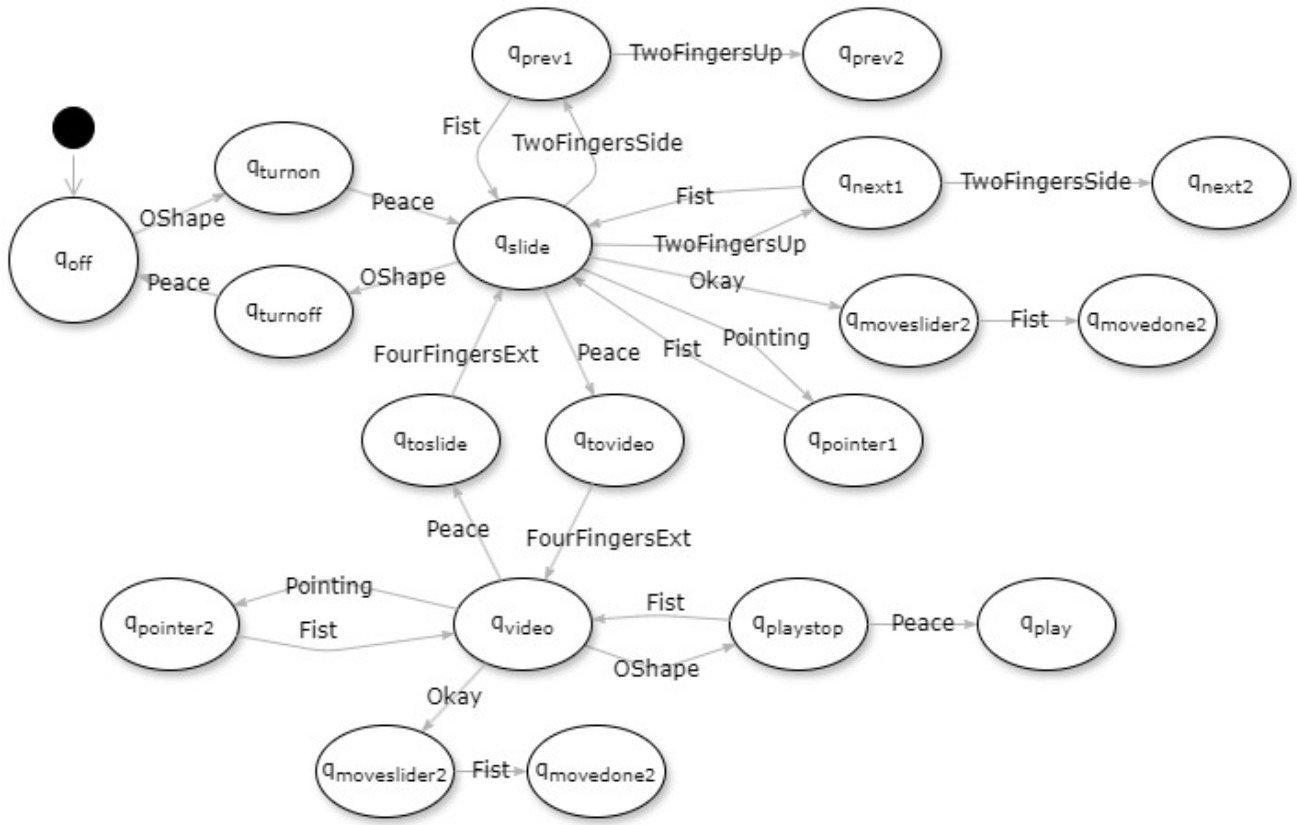 qprev1
TwoFingersUp
qprev2
Fist
TwoFingersSide
qturnon
Peace
OShape
qoff
Peace
qturnoff
OShape
qslide
Fist
TwoFingersUp
qnext1
TwoFingersSide
qnext2
Okay
qmoveslider2
Fist
qmovedone2
Pointing
Fist
qpointer1
FourFingersExt
Peace
qtoslide
qtovideo
Peace
FourFingersExt
qpointer2
Pointing
Fist
qvideo
Fist
OShape
qplaystop
Peace
qplay
Okay
qmoveslider2
Fist
qmovedone2